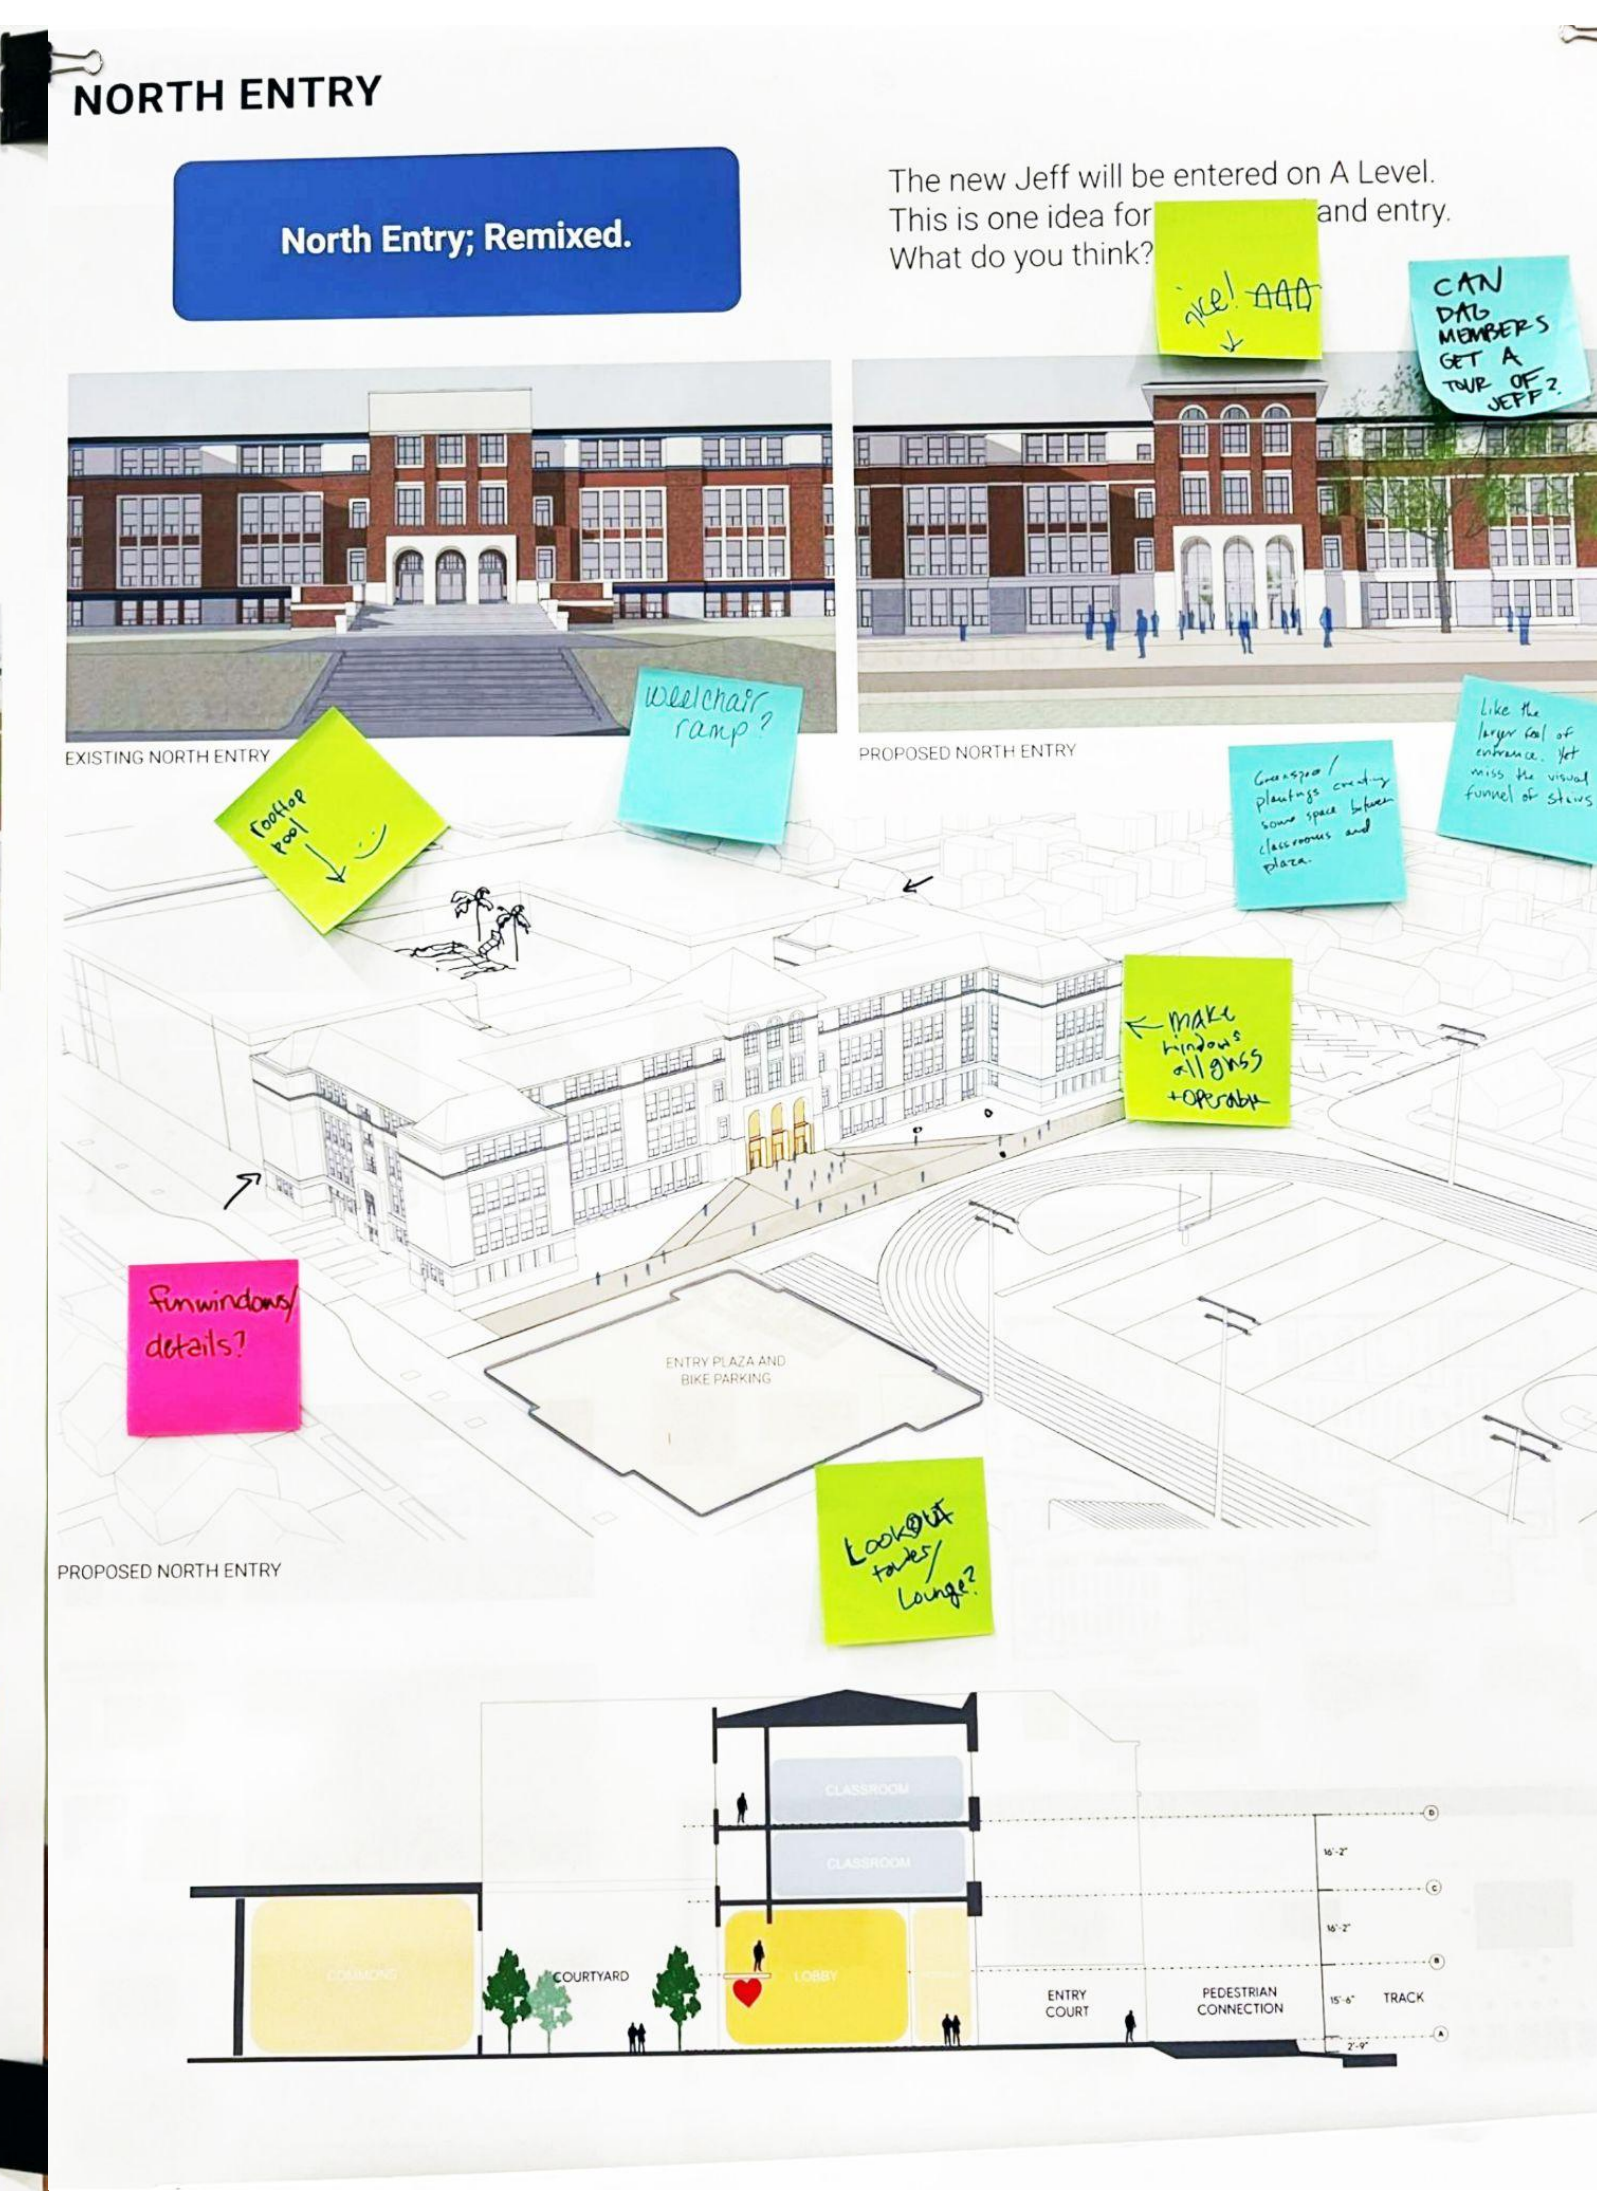 NORTH ENTRY
North Entry; Remixed.
The new Jeff will be entered on A Level.
This is one idea for and entry.
What do you think?
nice!
CAN
DAG
MEMBERS
GET A
TOUR OF
JEFF?
EXISTING NORTH ENTRY
PROPOSED NORTH ENTRY
weelchair
ramp?
Like the
larger feel of
entrance. Yet
miss the visual
funnel of stairs
Greenspace/
plantings creating
some space between
classrooms and
plaza.
rooftop
pool
make
windows
all glass
+ operable
fun windows/
details?
ENTRY PLAZA AND
BIKE PARKING
Lookout
tower/
Lounge?
PROPOSED NORTH ENTRY
CLASSROOM
CLASSROOM
COMMONS
COURTYARD
LOBBY
ENTRY
COURT
PEDESTRIAN
CONNECTION
TRACK
D
16'-2"
C
16'-2"
B
15'-6"
A
2'-9"